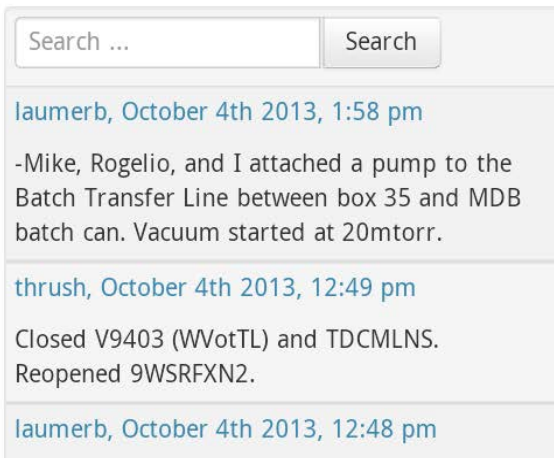 Search ... Search
laumerb, October 4th 2013, 1:58 pm
-Mike, Rogelio, and I attached a pump to the
Batch Transfer Line between box 35 and MDB
batch can. Vacuum started at 20mtorr.
thrush, October 4th 2013, 12:49 pm
Closed V9403 (WVotTL) and TDCMLNS.
Reopened 9WSRFXN2.
laumerb, October 4th 2013, 12:48 pm